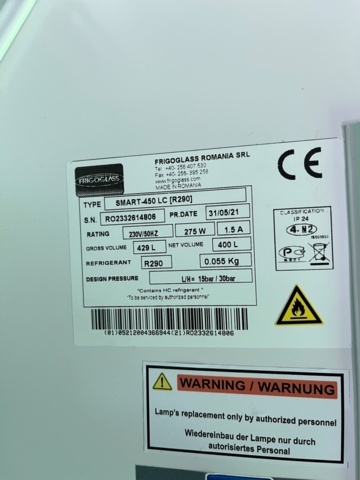 FRIGOGLASS
FRIGOGLASS ROMANIA SRL
Tel. +40- 256 407 530
Fax. +40- 256- 395 258
www.frigoglass.com
MADE IN ROMANIA
CE
TYPE SMART-450 LC [R290]
S.N. RO2332614806 PR.DATE 31/05/21
RATING 230V/50HZ 275 W 1.5 A
GROSS VOLUME 429 L NET VOLUME 400 L
REFRIGERANT R290 0.055 Kg
DESIGN PRESSURE L/H= 15bar / 30bar
"Contains HC refrigerant"
"To be serviced by authorised personnel"
CLASSIFICATION
IP 24
4-N2
(01)05212004366944(21)RO2332614806
WARNING / WARNUNG
Lamp's replacement only by authorized personnel
Wiedereinbau der Lampe nur durch
autorisiertes Personal